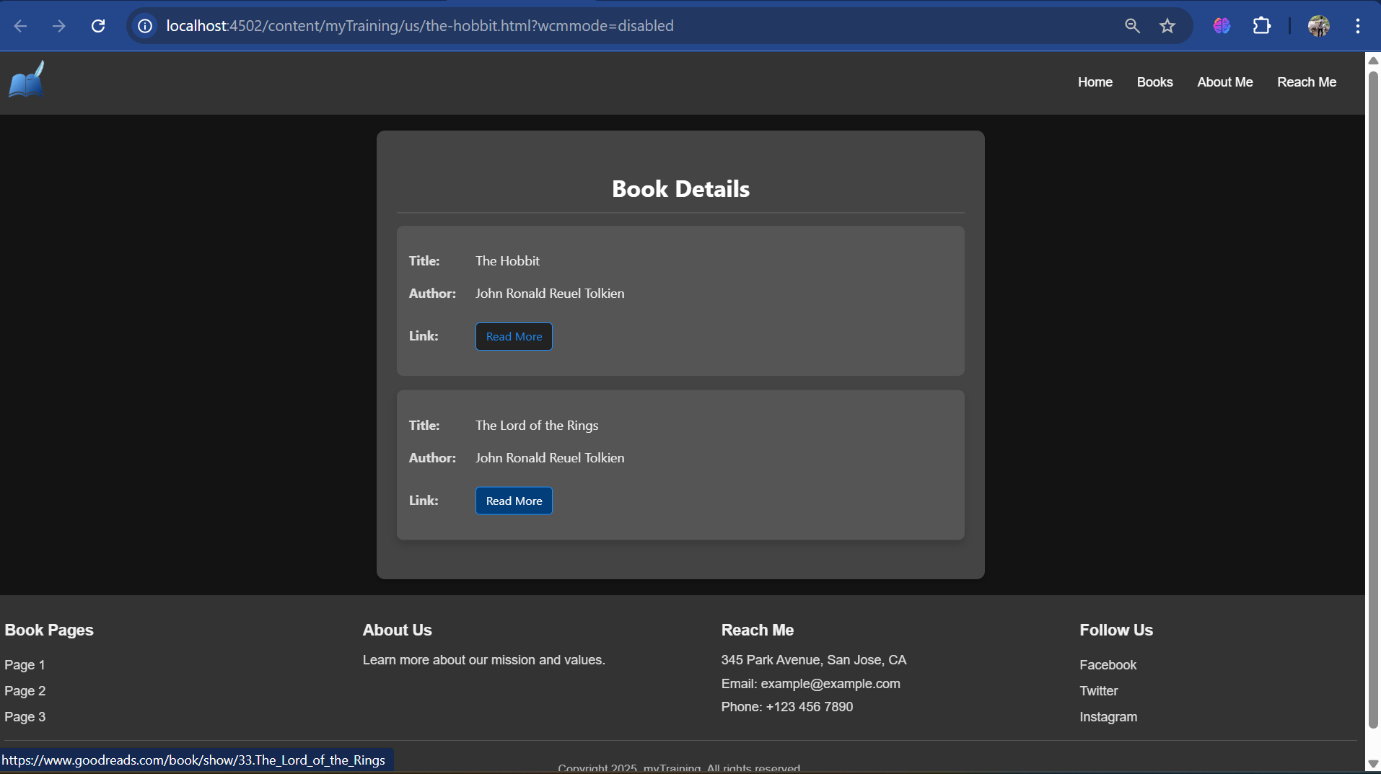 localhost:4502/content/myTraining/us/the-hobbit.html?wcmmode=disabled
Home Books About Me Reach Me
Book Details
Title: The Hobbit
Author: John Ronald Reuel Tolkien
Link: Read More
Title: The Lord of the Rings
Author: John Ronald Reuel Tolkien
Link: Read More
Book Pages
Page 1
Page 2
Page 3
About Us
Learn more about our mission and values.
Reach Me
345 Park Avenue, San Jose, CA
Email: example@example.com
Phone: +123 456 7890
Follow Us
Facebook
Twitter
Instagram
https://www.goodreads.com/book/show/33.The_Lord_of_the_Rings
Copyright 2025, myTraining. All rights reserved.